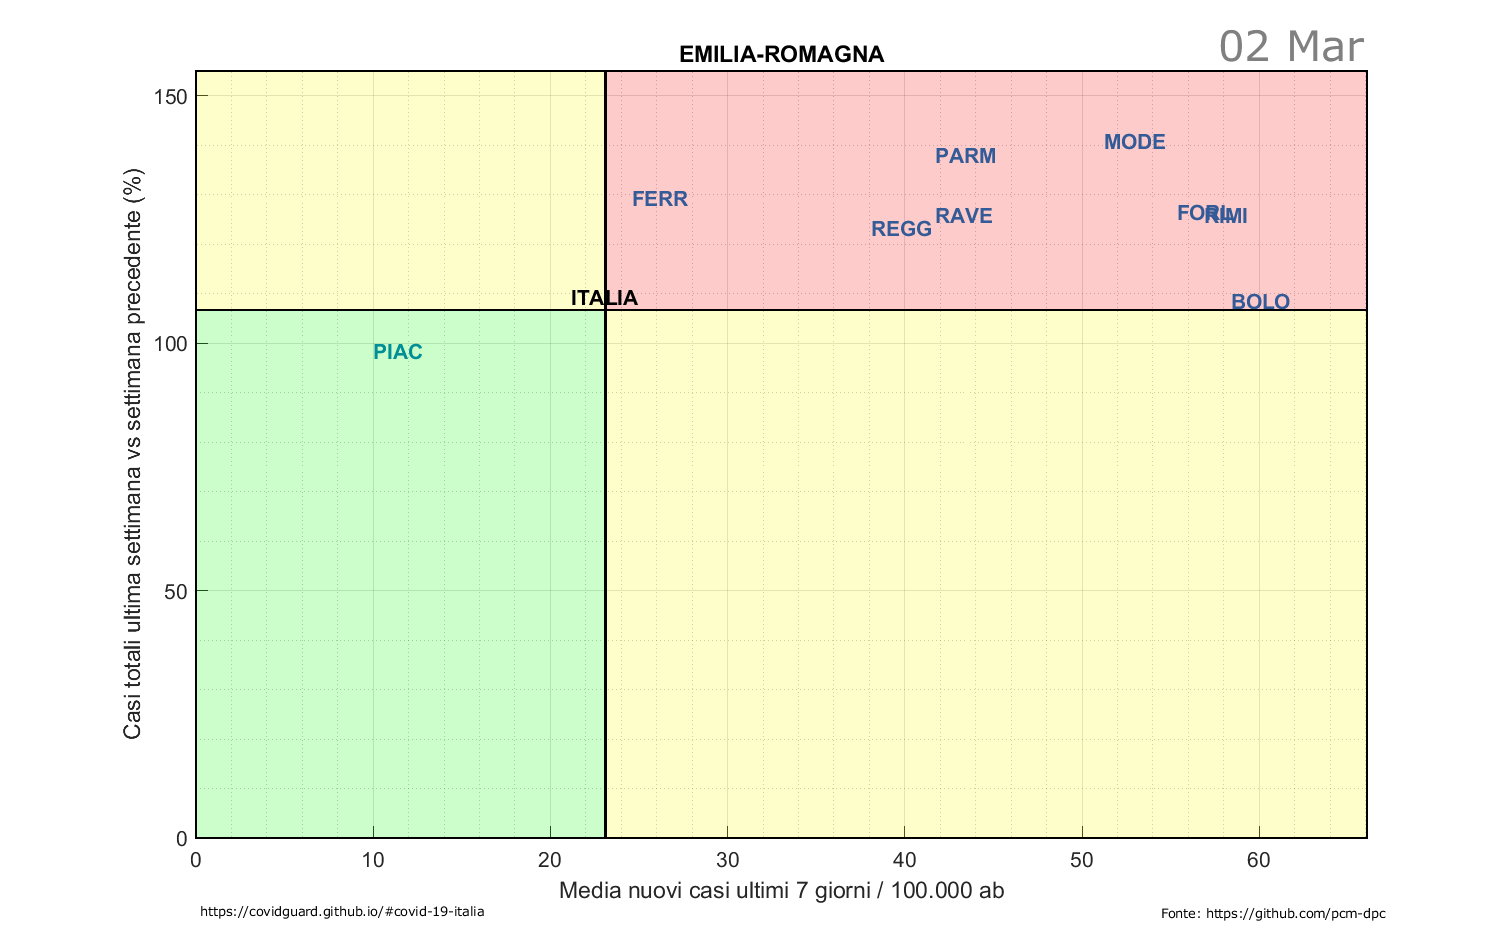 02 Mar
EMILIA-ROMAGNA
150
MODE
PARM
FERR
FORL
RIMI
RAVE
REGG
ITALIA
BOLO
100
PIAC
50
0
0 10 20 30 40 50 60
Casi totali ultima settimana vs settimana precedente (%)
Media nuovi casi ultimi 7 giorni / 100.000 ab
https://covidguard.github.io/#covid-19-italia
Fonte: https://github.com/pcm-dpc